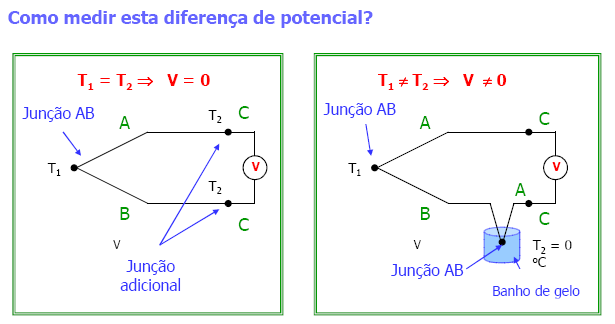 Como medir esta diferença de potencial?
T₁ = T₂ ⇒ V = 0
Junção AB
A
T₂
C
T₁
V
T₂
B
C
V
Junção
adicional
T₁ ≠ T₂ ⇒ V ≠ 0
Junção AB
A
C
T₁
V
A
B
C
V
T₂ = 0
ºC
Junção AB
Banho de gelo